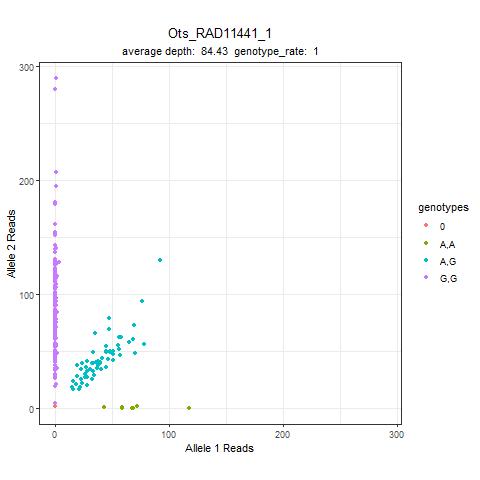 Ots_RAD11441_1
average depth: 84.43 genotype_rate: 1
300
200
100
0
Allele 2 Reads
0
100
200
300
Allele 1 Reads
genotypes
0
A,A
A,G
G,G